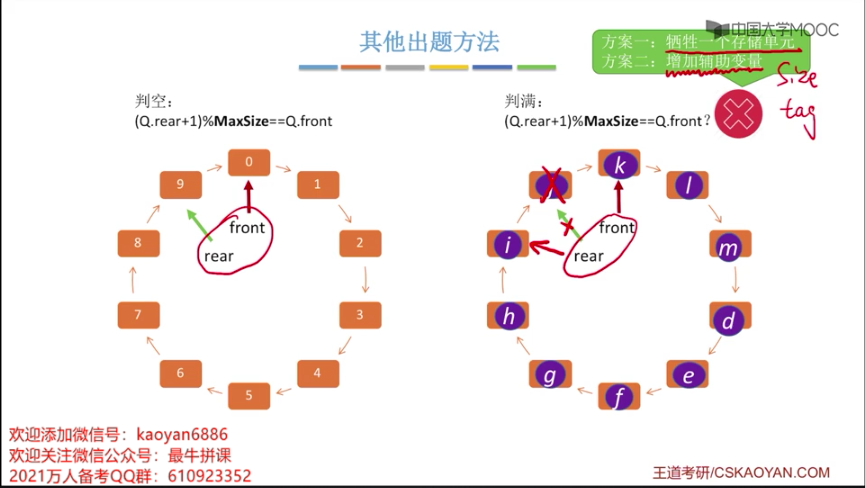 中国大学MOOC
其他出题方法
方案一：牺牲一个存储单元
方案二：增加辅助变量
Size
tag
判空：
(Q.rear+1)%MaxSize==Q.front
判满：
(Q.rear+1)%MaxSize==Q.front？
0
9
1
front
rear
8
2
7
3
6
4
5
k
l
front
rear
i
m
h
d
g
e
f
欢迎添加微信号：kaoyan6886
欢迎关注微信公众号：最牛拼课
2021万人备考QQ群：610923352
王道考研/CSKAOYAN.COM